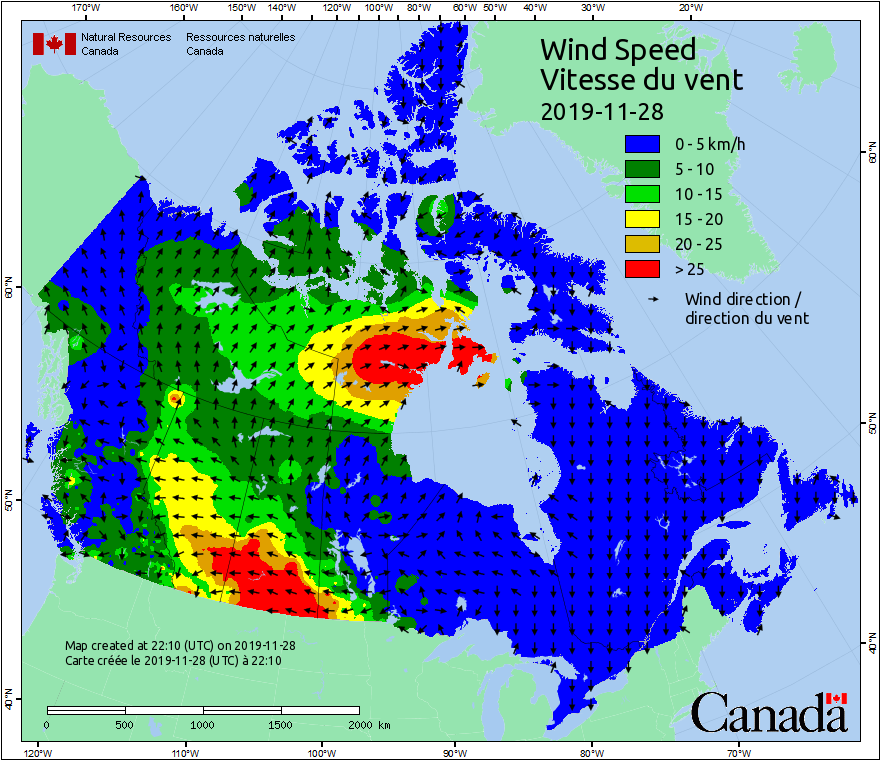 170°W 160°W 150°W 140°W 130°W 120°W 110°W 100°W 80°W 60°W 50°W 40°W 30°W 20°W
Natural Resources Ressources naturelles
Canada Canada
Wind Speed
Vitesse du vent
2019-11-28
0 - 5 km/h
5 - 10
10 - 15
15 - 20
20 - 25
> 25
Wind direction /
direction du vent
60°N
60°N
50°N
50°N
40°N
40°N
Map created at 22:10 (UTC) on 2019-11-28
Carte créée le 2019-11-28 (UTC) à 22:10
0 500 1000 1500 2000 km
Canada
120°W 110°W 100°W 90°W 80°W 70°W